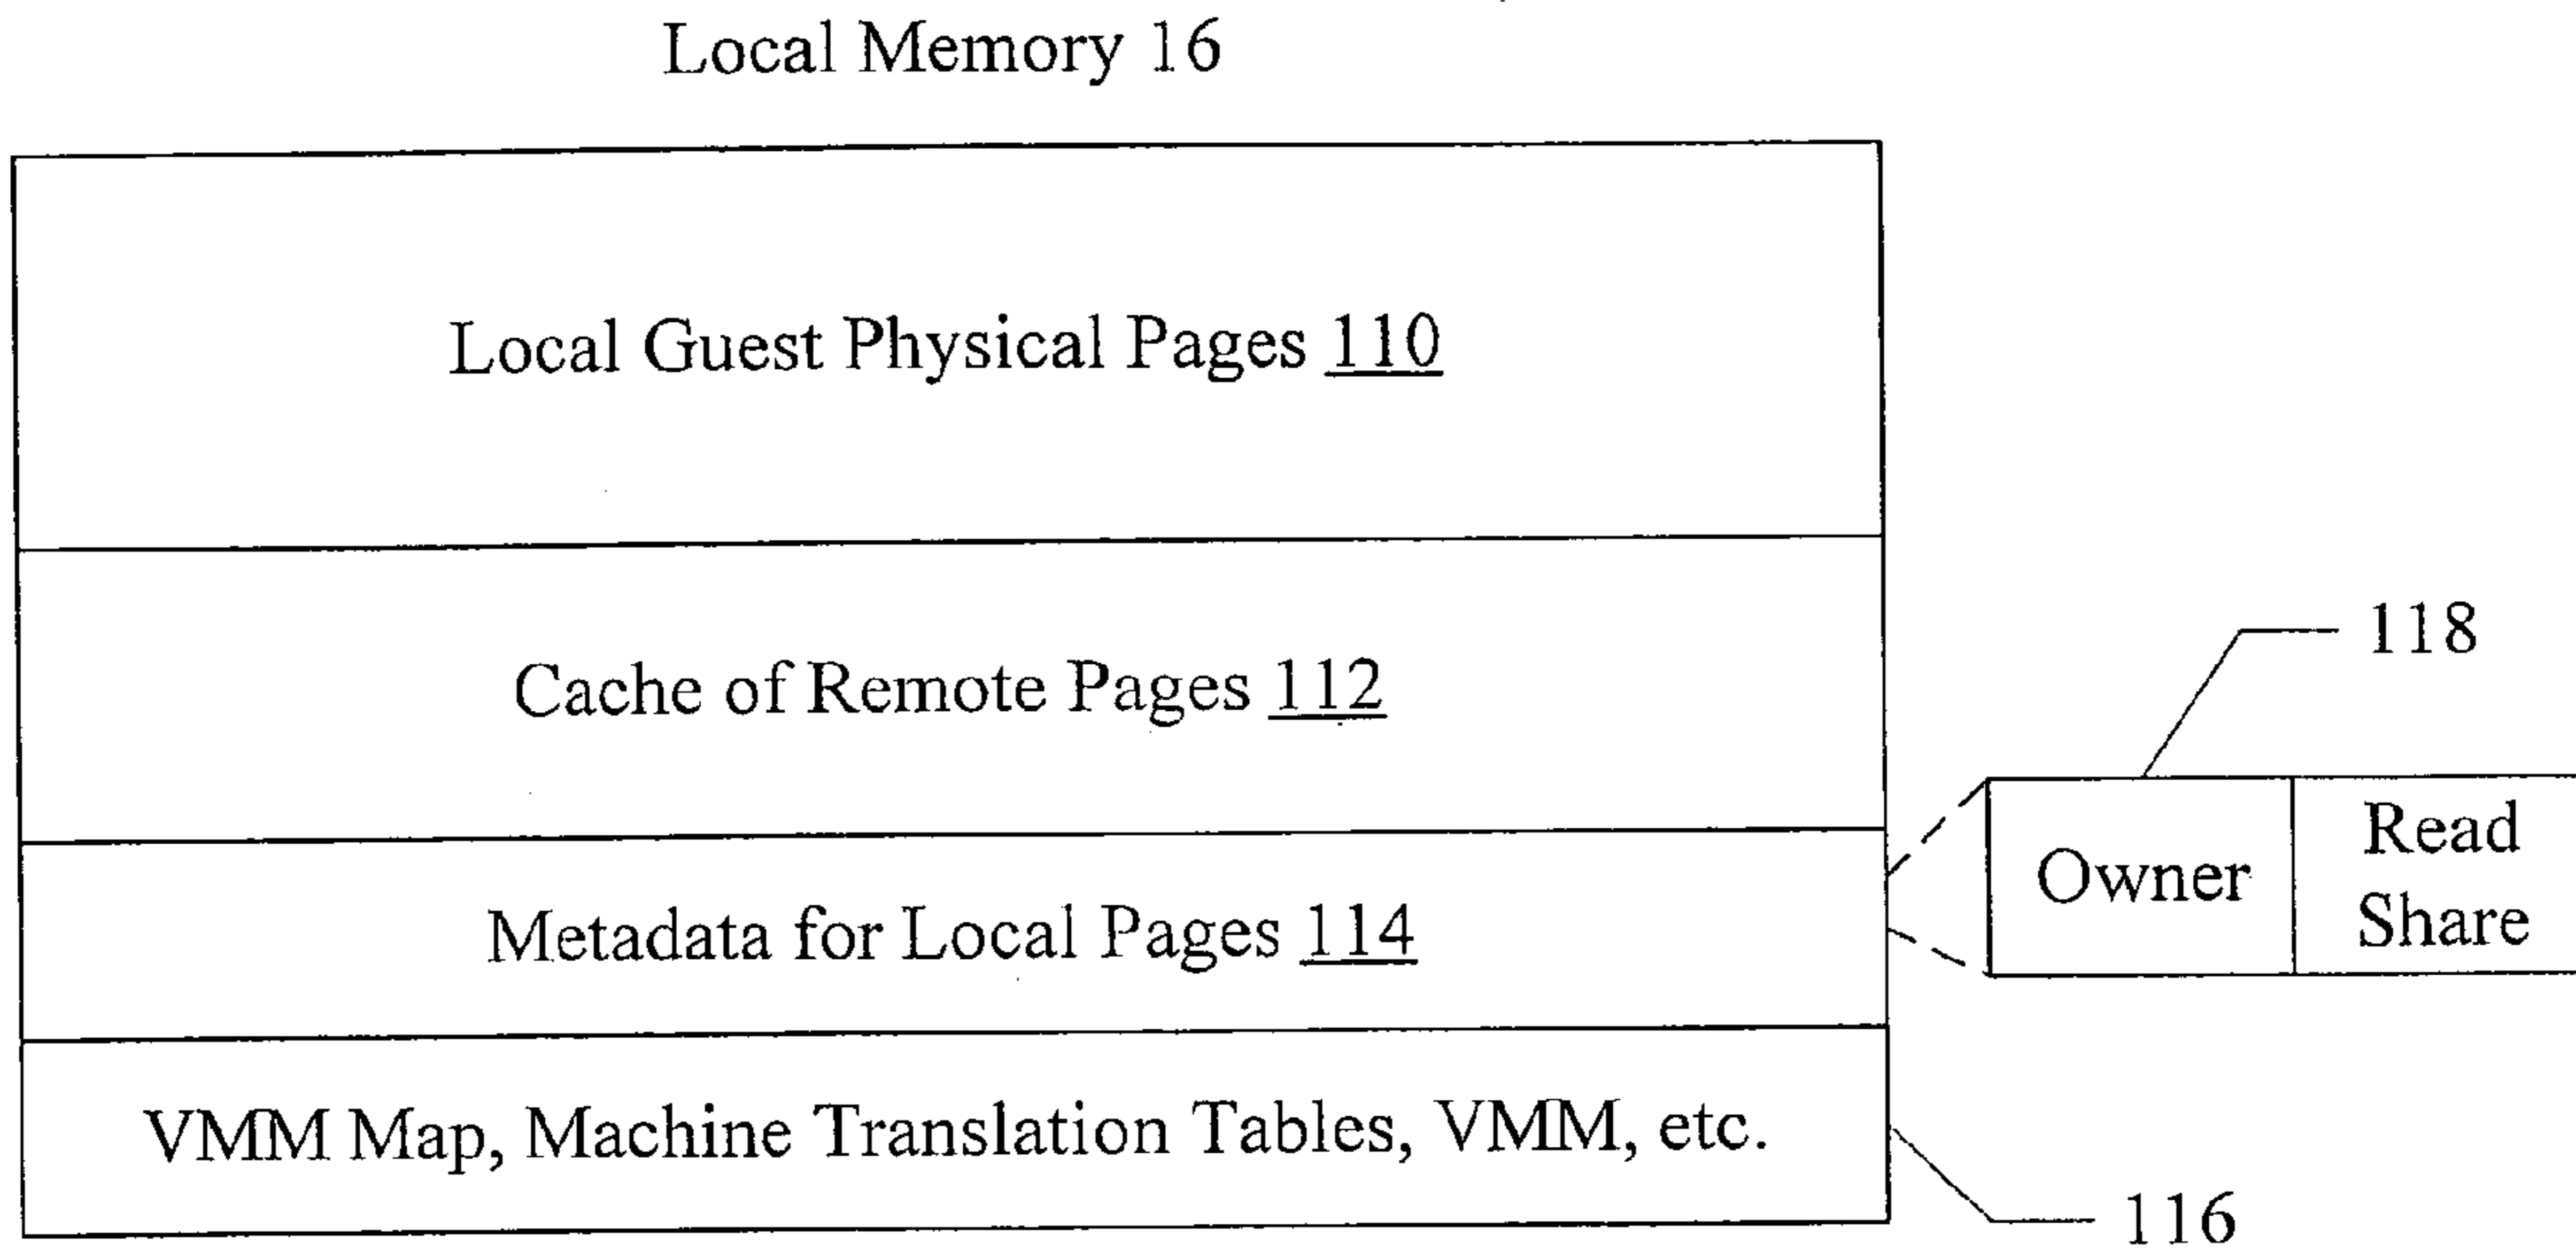 Local Memory 16
Local Guest Physical Pages 110
Cache of Remote Pages 112
118
Owner
Read
Share
Metadata for Local Pages 114
VMM Map, Machine Translation Tables, VMM, etc.
116